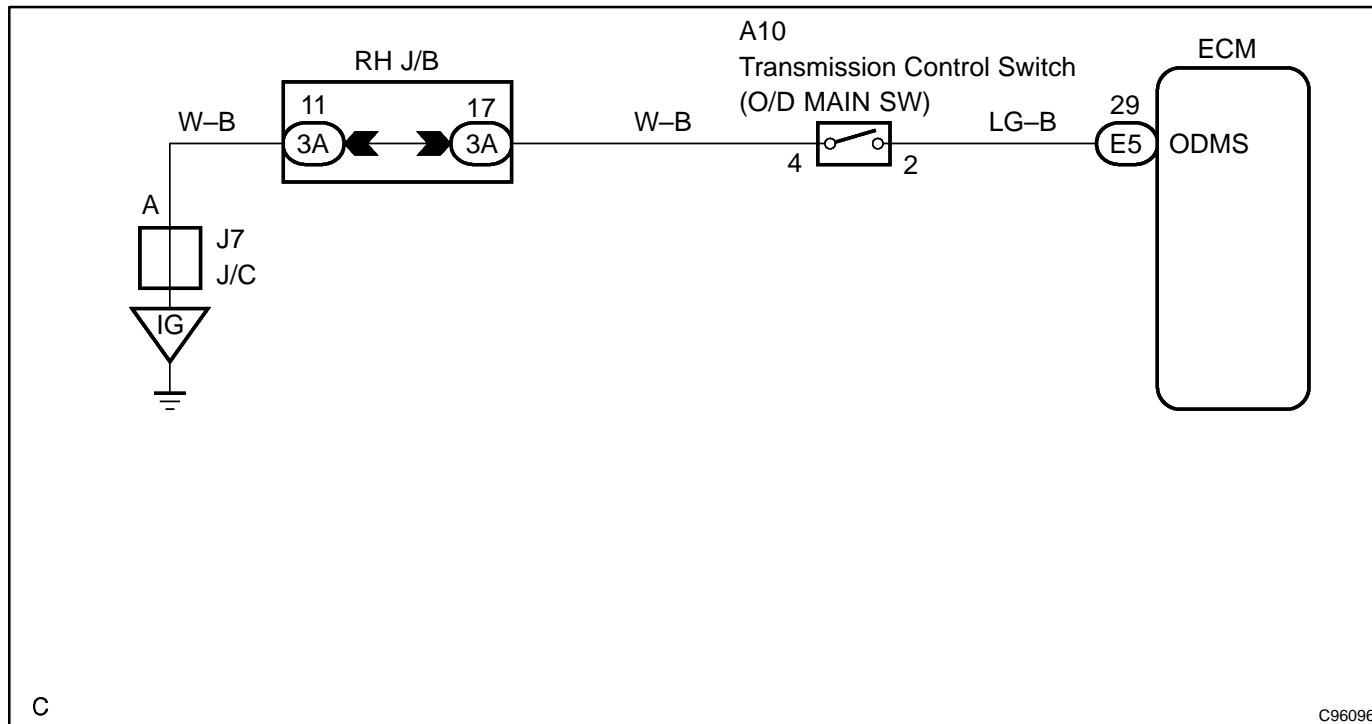 A10
Transmission Control Switch
(O/D MAIN SW)
RH J/B
ECM
W–B
11
3A
17
3A
W–B
4
2
LG–B
29
E5
ODMS
A
J7
J/C
IG
C
C96096